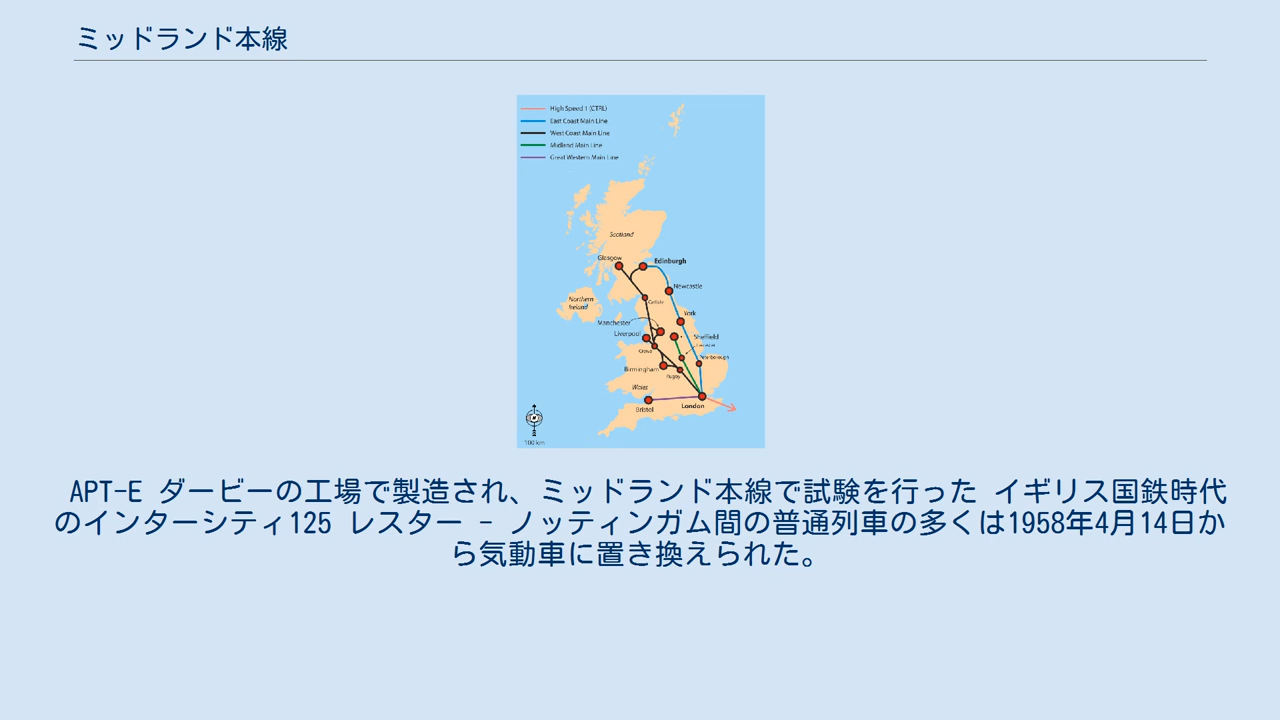 ミッドランド本線
High Speed 1 (CTRL)
East Coast Main Line
West Coast Main Line
Midland Main Line
Great Western Main Line
Scotland
Glasgow
Edinburgh
Newcastle
Carlisle
Northern
Ireland
York
Manchester
Liverpool
Sheffield
Leicester
Crewe
Peterborough
Birmingham
Rugby
Wales
London
Bristol
100 km
APT-E ダービーの工場で製造され、ミッドランド本線で試験を行った イギリス国鉄時代
のインターシティ125 レスター - ノッティンガム間の普通列車の多くは1958年4月14日か
ら気動車に置き換えられた。